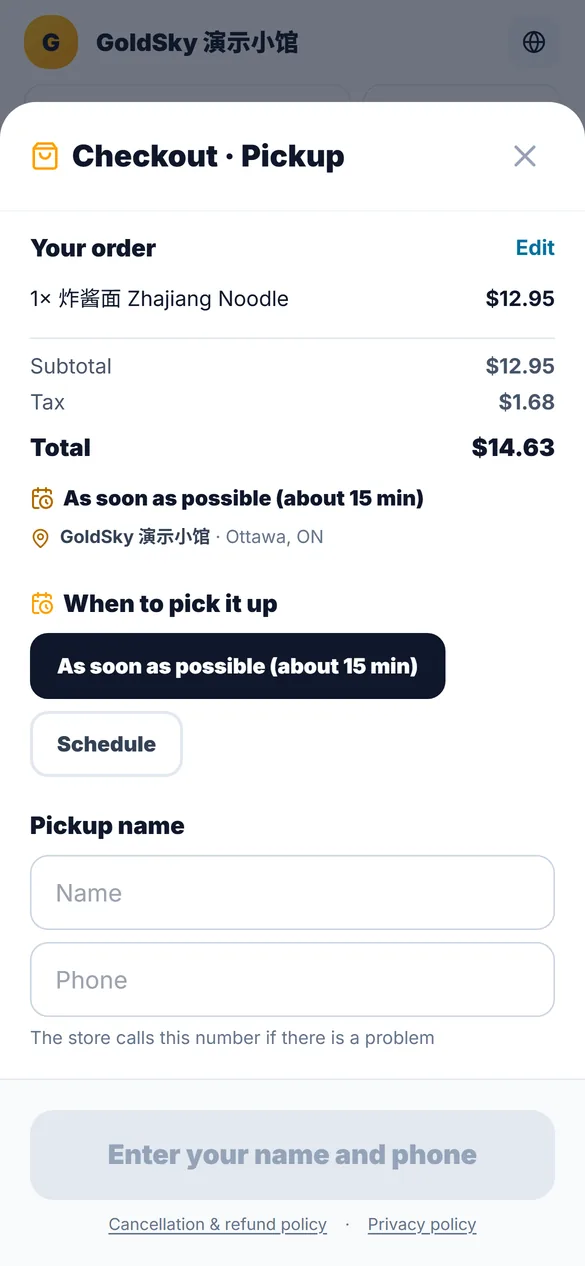 G GoldSky 演示小馆
Checkout · Pickup
Your order Edit
1× 炸酱面 Zhajiang Noodle $12.95
Subtotal $12.95
Tax $1.68
Total $14.63
As soon as possible (about 15 min)
GoldSky 演示小馆 · Ottawa, ON
When to pick it up
As soon as possible (about 15 min)
Schedule
Pickup name
Name
Phone
The store calls this number if there is a problem
Enter your name and phone
Cancellation & refund policy · Privacy policy